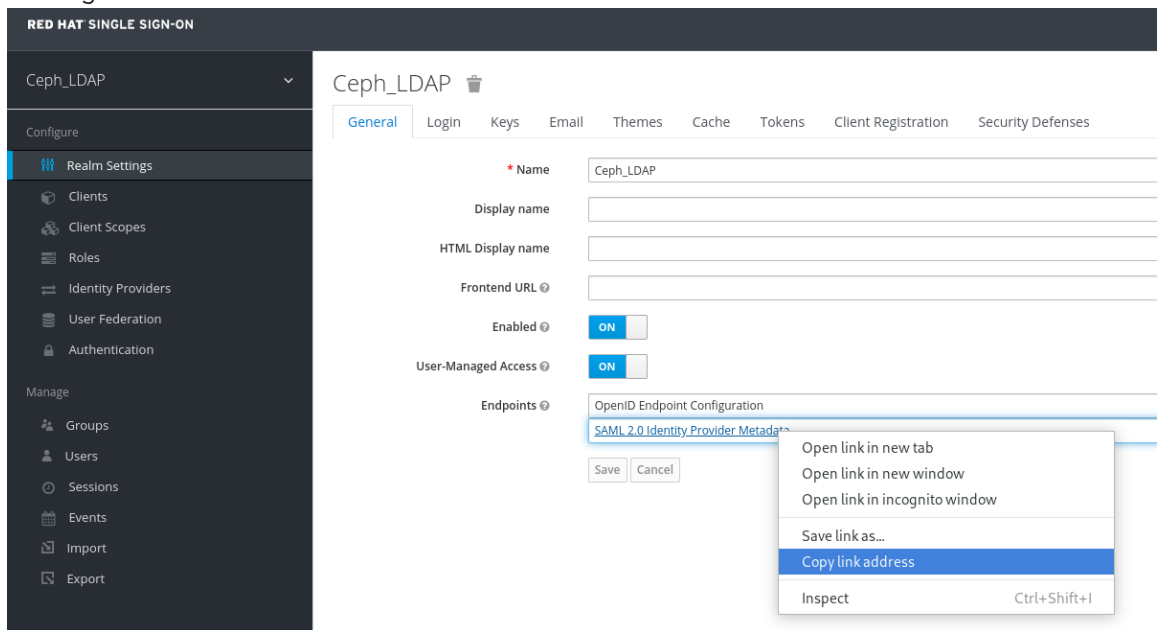 RED HAT SINGLE SIGN-ON
Ceph_LDAP
Configure
Realm Settings
Clients
Client Scopes
Roles
Identity Providers
User Federation
Authentication
Manage
Groups
Users
Sessions
Events
Import
Export
Ceph_LDAP
General Login Keys Email Themes Cache Tokens Client Registration Security Defenses
* Name Ceph_LDAP
Display name
HTML Display name
Frontend URL
Enabled ON
User-Managed Access ON
Endpoints OpenID Endpoint Configuration
SAML 2.0 Identity Provider Metadata
Save Cancel
Open link in new tab
Open link in new window
Open link in incognito window
Save link as...
Copy link address
Inspect Ctrl+Shift+I